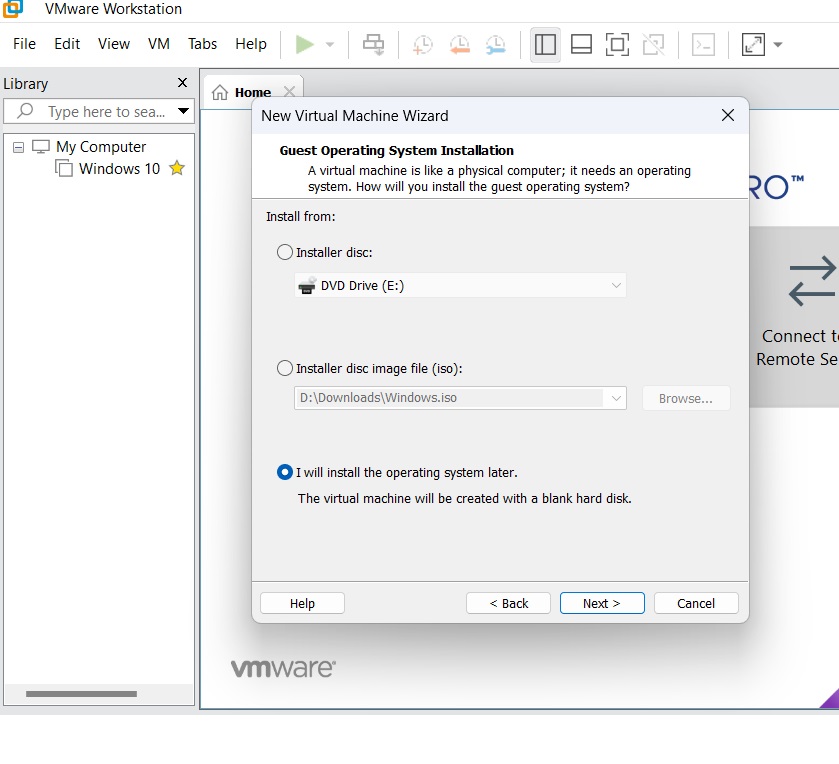 VMware Workstation
File Edit View VM Tabs Help
Library X
Type here to sea...
My Computer
Windows 10
Home
New Virtual Machine Wizard
Guest Operating System Installation
A virtual machine is like a physical computer; it needs an operating
system. How will you install the guest operating system?
Install from:
Installer disc:
DVD Drive (E:)
Installer disc image file (iso):
D:\Downloads\Windows.iso
Browse...
I will install the operating system later.
The virtual machine will be created with a blank hard disk.
Help < Back Next > Cancel
RO™
Connect
Remote Se
vmware®